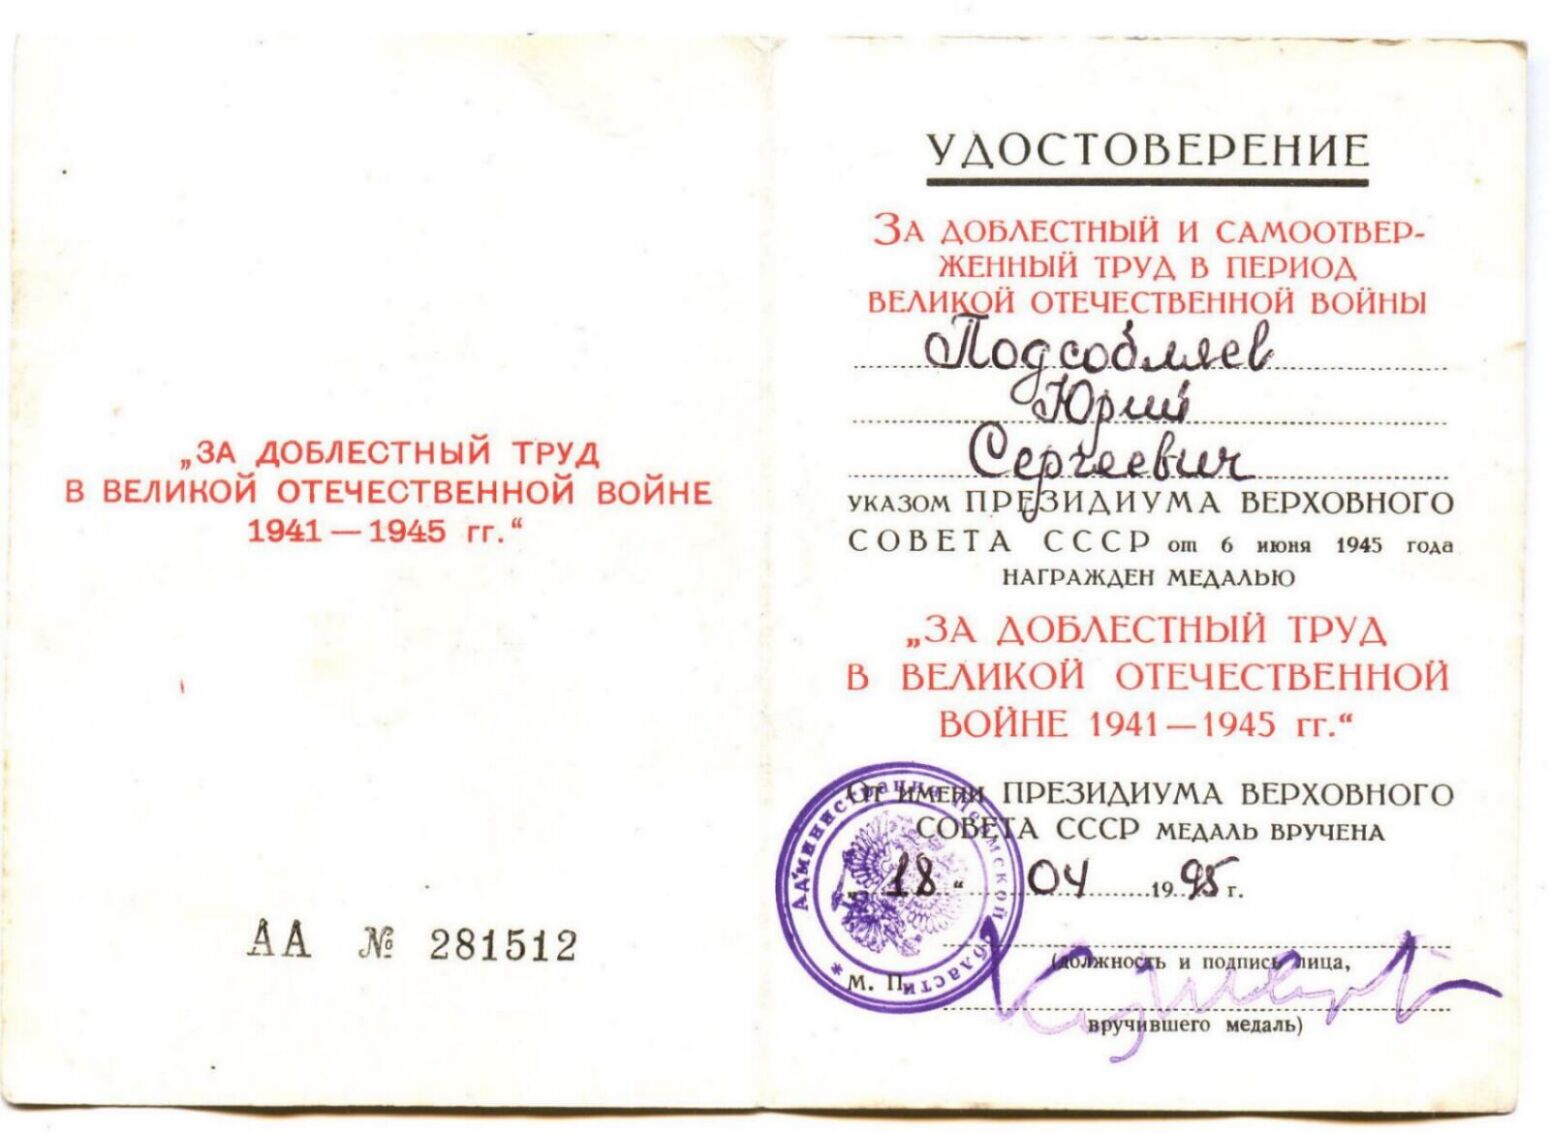 „ЗА ДОБЛЕСТНЫЙ ТРУД
В ВЕЛИКОЙ ОТЕЧЕСТВЕННОЙ ВОЙНЕ
1941 — 1945 гг.“
АА № 281512
УДОСТОВЕРЕНИЕ
ЗА ДОБЛЕСТНЫЙ И САМООТВЕР-
ЖЕННЫЙ ТРУД В ПЕРИОД
ВЕЛИКОЙ ОТЕЧЕСТВЕННОЙ ВОЙНЫ
Подсобляев
Юрий
Сергеевич
УКАЗОМ ПРЕЗИДИУМА ВЕРХОВНОГО
СОВЕТА СССР от 6 июня 1945 года
НАГРАЖДЕН МЕДАЛЬЮ
„ЗА ДОБЛЕСТНЫЙ ТРУД
В ВЕЛИКОЙ ОТЕЧЕСТВЕННОЙ
ВОЙНЕ 1941 — 1945 гг.“
ОТ ИМЕНИ ПРЕЗИДИУМА ВЕРХОВНОГО
СОВЕТА СССР МЕДАЛЬ ВРУЧЕНА
„18“ 04 1995 г.
(должность и подпись лица,
М. П.
вручившего медаль)
Администрация области